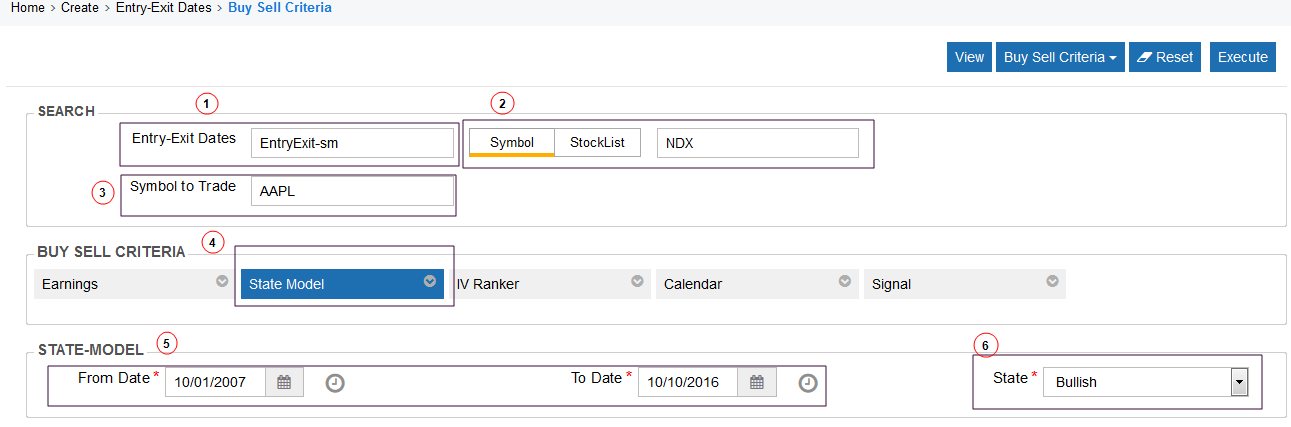 Home > Create > Entry-Exit Dates > Buy Sell Criteria
View Buy Sell Criteria Reset Execute
1 2
SEARCH
Entry-Exit Dates EntryExit-sm Symbol StockList NDX
3 Symbol to Trade AAPL
4
BUY SELL CRITERIA
Earnings State Model IV Ranker Calendar Signal
5 6
STATE-MODEL
From Date * 10/01/2007 To Date * 10/10/2016 State * Bullish